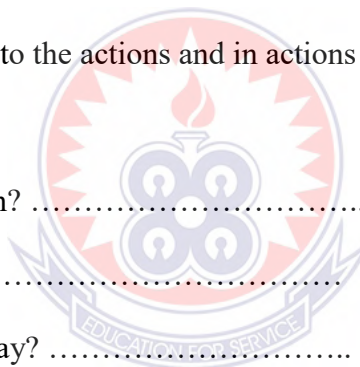 to the actions and in actions
n? ……………………………….
………………………………….
EDUCATION FOR SERVICE
ay? …………………………..